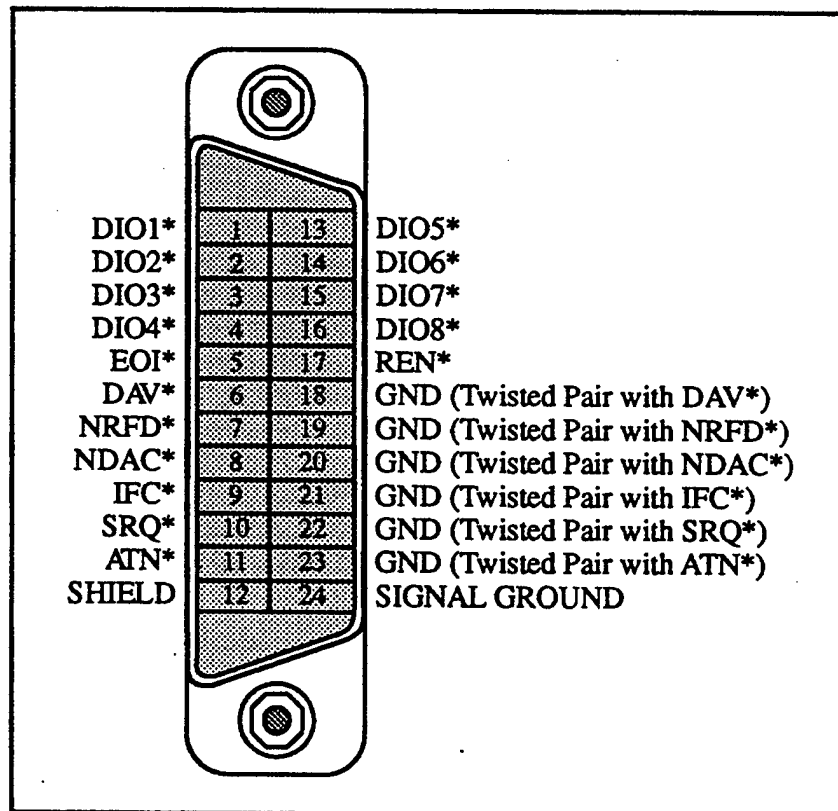 DIO1* 1 13 DIO5*
DIO2* 2 14 DIO6*
DIO3* 3 15 DIO7*
DIO4* 4 16 DIO8*
EOI* 5 17 REN*
DAV* 6 18 GND (Twisted Pair with DAV*)
NRFD* 7 19 GND (Twisted Pair with NRFD*)
NDAC* 8 20 GND (Twisted Pair with NDAC*)
IFC* 9 21 GND (Twisted Pair with IFC*)
SRQ* 10 22 GND (Twisted Pair with SRQ*)
ATN* 11 23 GND (Twisted Pair with ATN*)
SHIELD 12 24 SIGNAL GROUND